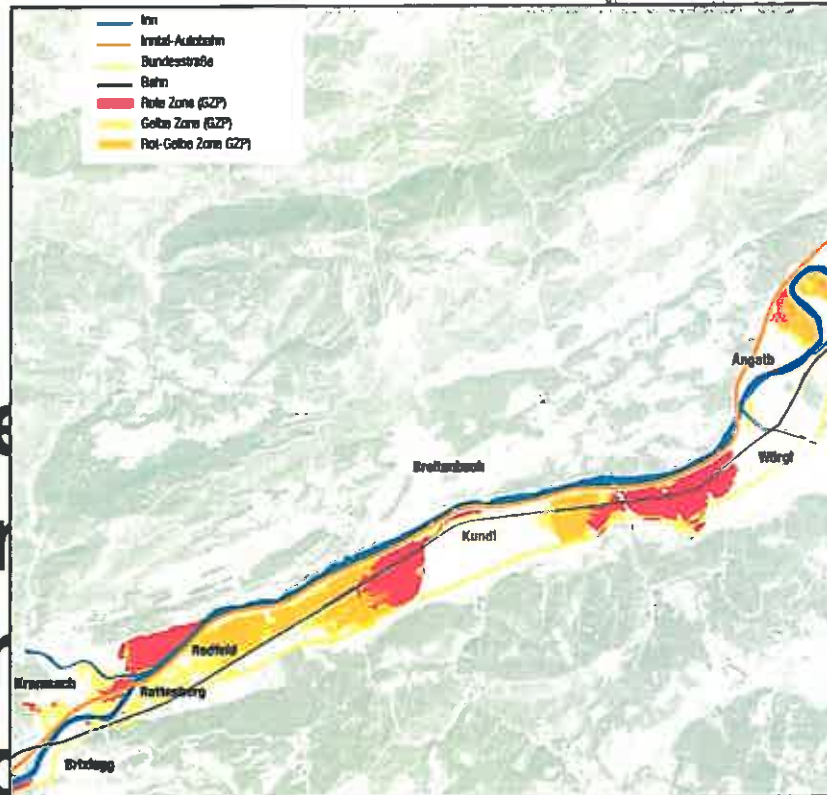 Inn
Inntal-Autobahn
Bundesstraße
Bahn
Rote Zone (GZP)
Gelbe Zone (GZP)
Rot-Gelbe Zone GZP)
Angath
Wörgl
Breitenbach
Kundl
Radfeld
Kramsach
Rattenberg
Brixlegg